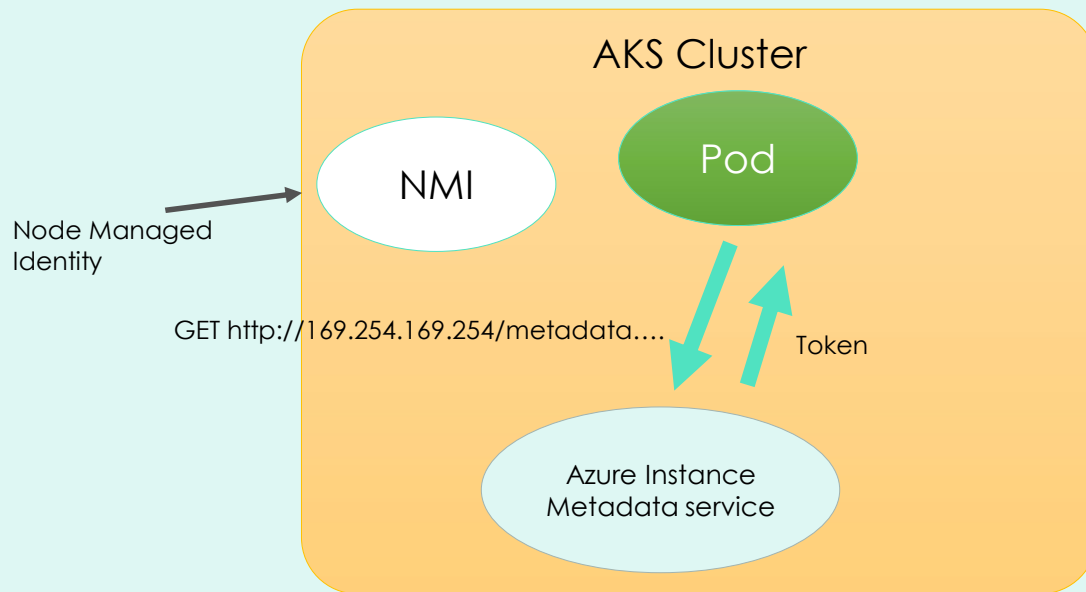 AKS Cluster
NMI
Pod
Node Managed
Identity
GET http://169.254.169.254/metadata….
Token
Azure Instance
Metadata service